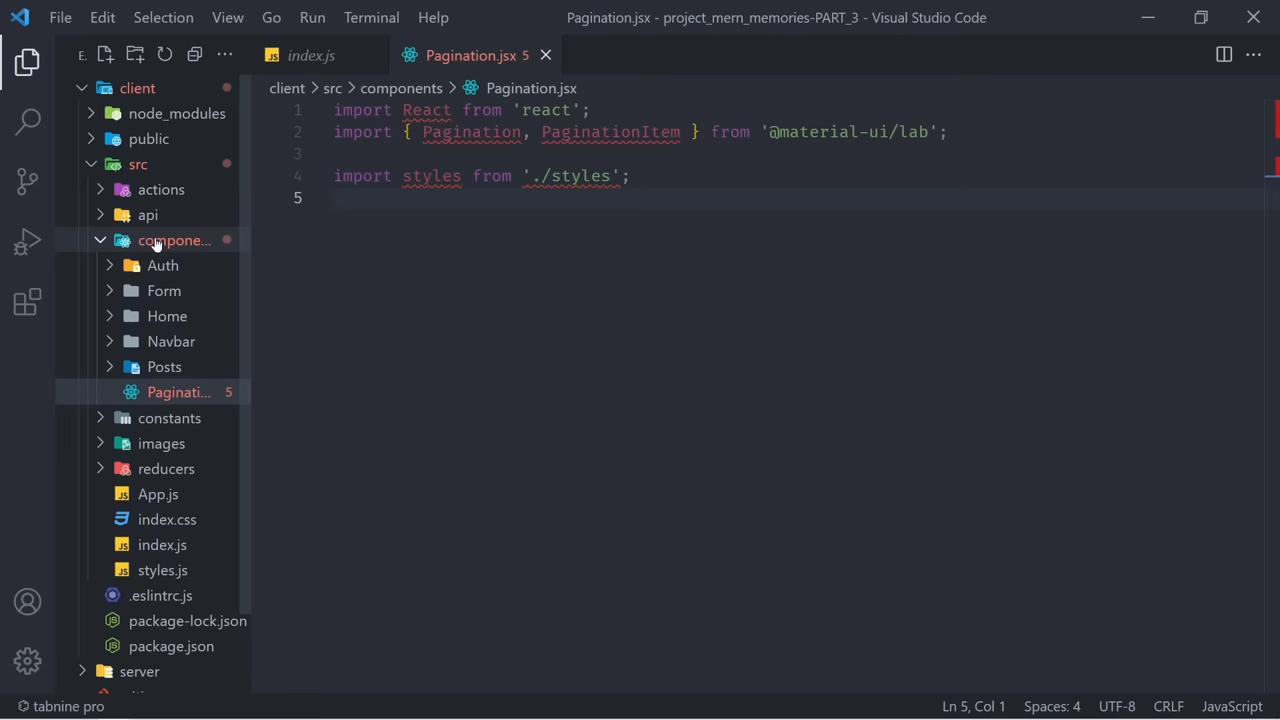 File Edit Selection View Go Run Terminal Help Pagination.jsx - project_mern_memories-PART_3 - Visual Studio Code
E.
index.js
Pagination.jsx 5
client > src > components > Pagination.jsx
client
node_modules
public
src
actions
api
compone...
Auth
Form
Home
Navbar
Posts
Paginati... 5
constants
images
reducers
App.js
index.css
index.js
styles.js
.eslintrc.js
package-lock.json
package.json
server
1 import React from 'react';
2 import { Pagination, PaginationItem } from '@material-ui/lab';
3
4 import styles from './styles';
5
tabnine pro
Ln 5, Col 1 Spaces: 4 UTF-8 CRLF JavaScript